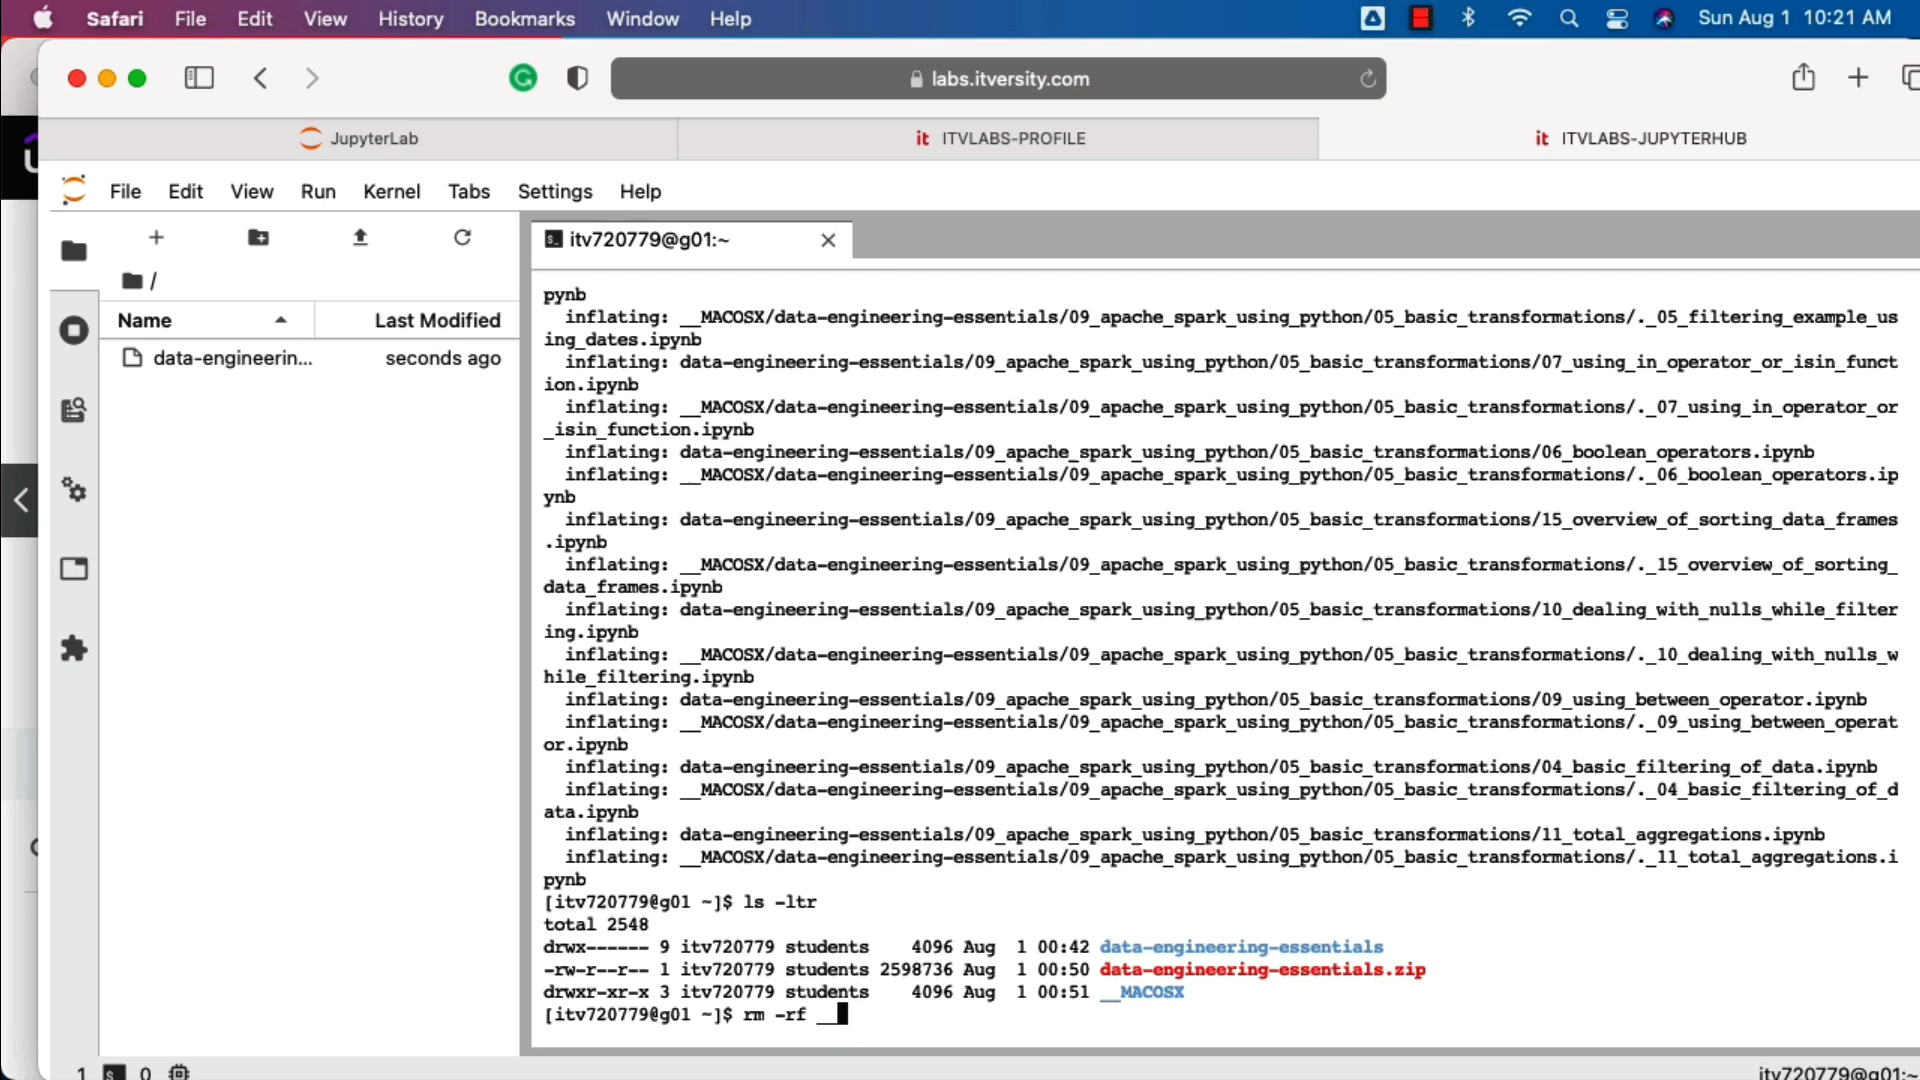 Safari File Edit View History Bookmarks Window Help Sun Aug 1 10:21 AM
labs.itversity.com
JupyterLab it ITVLABS-PROFILE it ITVLABS-JUPYTERHUB
File Edit View Run Kernel Tabs Settings Help
itv720779@g01:~
/
Name Last Modified
data-engineerin... seconds ago
pynb
inflating: __MACOSX/data-engineering-essentials/09_apache_spark_using_python/05_basic_transformations/._05_filtering_example_us
ing_dates.ipynb
inflating: data-engineering-essentials/09_apache_spark_using_python/05_basic_transformations/07_using_in_operator_or_isin_funct
ion.ipynb
inflating: __MACOSX/data-engineering-essentials/09_apache_spark_using_python/05_basic_transformations/._07_using_in_operator_or
_isin_function.ipynb
inflating: data-engineering-essentials/09_apache_spark_using_python/05_basic_transformations/06_boolean_operators.ipynb
inflating: __MACOSX/data-engineering-essentials/09_apache_spark_using_python/05_basic_transformations/._06_boolean_operators.ip
ynb
inflating: data-engineering-essentials/09_apache_spark_using_python/05_basic_transformations/15_overview_of_sorting_data_frames
.ipynb
inflating: __MACOSX/data-engineering-essentials/09_apache_spark_using_python/05_basic_transformations/._15_overview_of_sorting_
data_frames.ipynb
inflating: data-engineering-essentials/09_apache_spark_using_python/05_basic_transformations/10_dealing_with_nulls_while_filter
ing.ipynb
inflating: __MACOSX/data-engineering-essentials/09_apache_spark_using_python/05_basic_transformations/._10_dealing_with_nulls_w
hile_filtering.ipynb
inflating: data-engineering-essentials/09_apache_spark_using_python/05_basic_transformations/09_using_between_operator.ipynb
inflating: __MACOSX/data-engineering-essentials/09_apache_spark_using_python/05_basic_transformations/._09_using_between_operat
or.ipynb
inflating: data-engineering-essentials/09_apache_spark_using_python/05_basic_transformations/04_basic_filtering_of_data.ipynb
inflating: __MACOSX/data-engineering-essentials/09_apache_spark_using_python/05_basic_transformations/._04_basic_filtering_of_d
ata.ipynb
inflating: data-engineering-essentials/09_apache_spark_using_python/05_basic_transformations/11_total_aggregations.ipynb
inflating: __MACOSX/data-engineering-essentials/09_apache_spark_using_python/05_basic_transformations/._11_total_aggregations.i
pynb
[itv720779@g01 ~]$ ls -ltr
total 2548
drwx------ 9 itv720779 students 4096 Aug 1 00:42 data-engineering-essentials
-rw-r--r-- 1 itv720779 students 2598736 Aug 1 00:50 data-engineering-essentials.zip
drwxr-xr-x 3 itv720779 students 4096 Aug 1 00:51 __MACOSX
[itv720779@g01 ~]$ rm -rf __
1 0 itv720779@g01:~